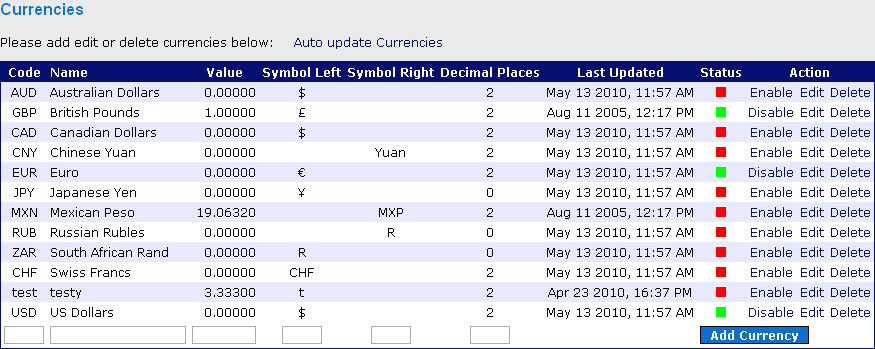 Currencies
Please add edit or delete currencies below: Auto update Currencies
Code Name Value Symbol Left Symbol Right Decimal Places Last Updated Status Action
AUD Australian Dollars 0.00000 $ 2 May 13 2010, 11:57 AM Enable Edit Delete
GBP British Pounds 1.00000 £ 2 Aug 11 2005, 12:17 PM Disable Edit Delete
CAD Canadian Dollars 0.00000 $ 2 May 13 2010, 11:57 AM Enable Edit Delete
CNY Chinese Yuan 0.00000 Yuan 2 May 13 2010, 11:57 AM Enable Edit Delete
EUR Euro 0.00000 € 2 May 13 2010, 11:57 AM Disable Edit Delete
JPY Japanese Yen 0.00000 ¥ 0 May 13 2010, 11:57 AM Enable Edit Delete
MXN Mexican Peso 19.06320 MXP 2 Aug 11 2005, 12:17 PM Enable Edit Delete
RUB Russian Rubles 0.00000 R 0 May 13 2010, 11:57 AM Enable Edit Delete
ZAR South African Rand 0.00000 R 2 May 13 2010, 11:57 AM Enable Edit Delete
CHF Swiss Francs 0.00000 CHF 2 May 13 2010, 11:57 AM Enable Edit Delete
test testy 3.33300 t 2 Apr 23 2010, 16:37 PM Enable Edit Delete
USD US Dollars 0.00000 $ 2 May 13 2010, 11:57 AM Disable Edit Delete
Add Currency